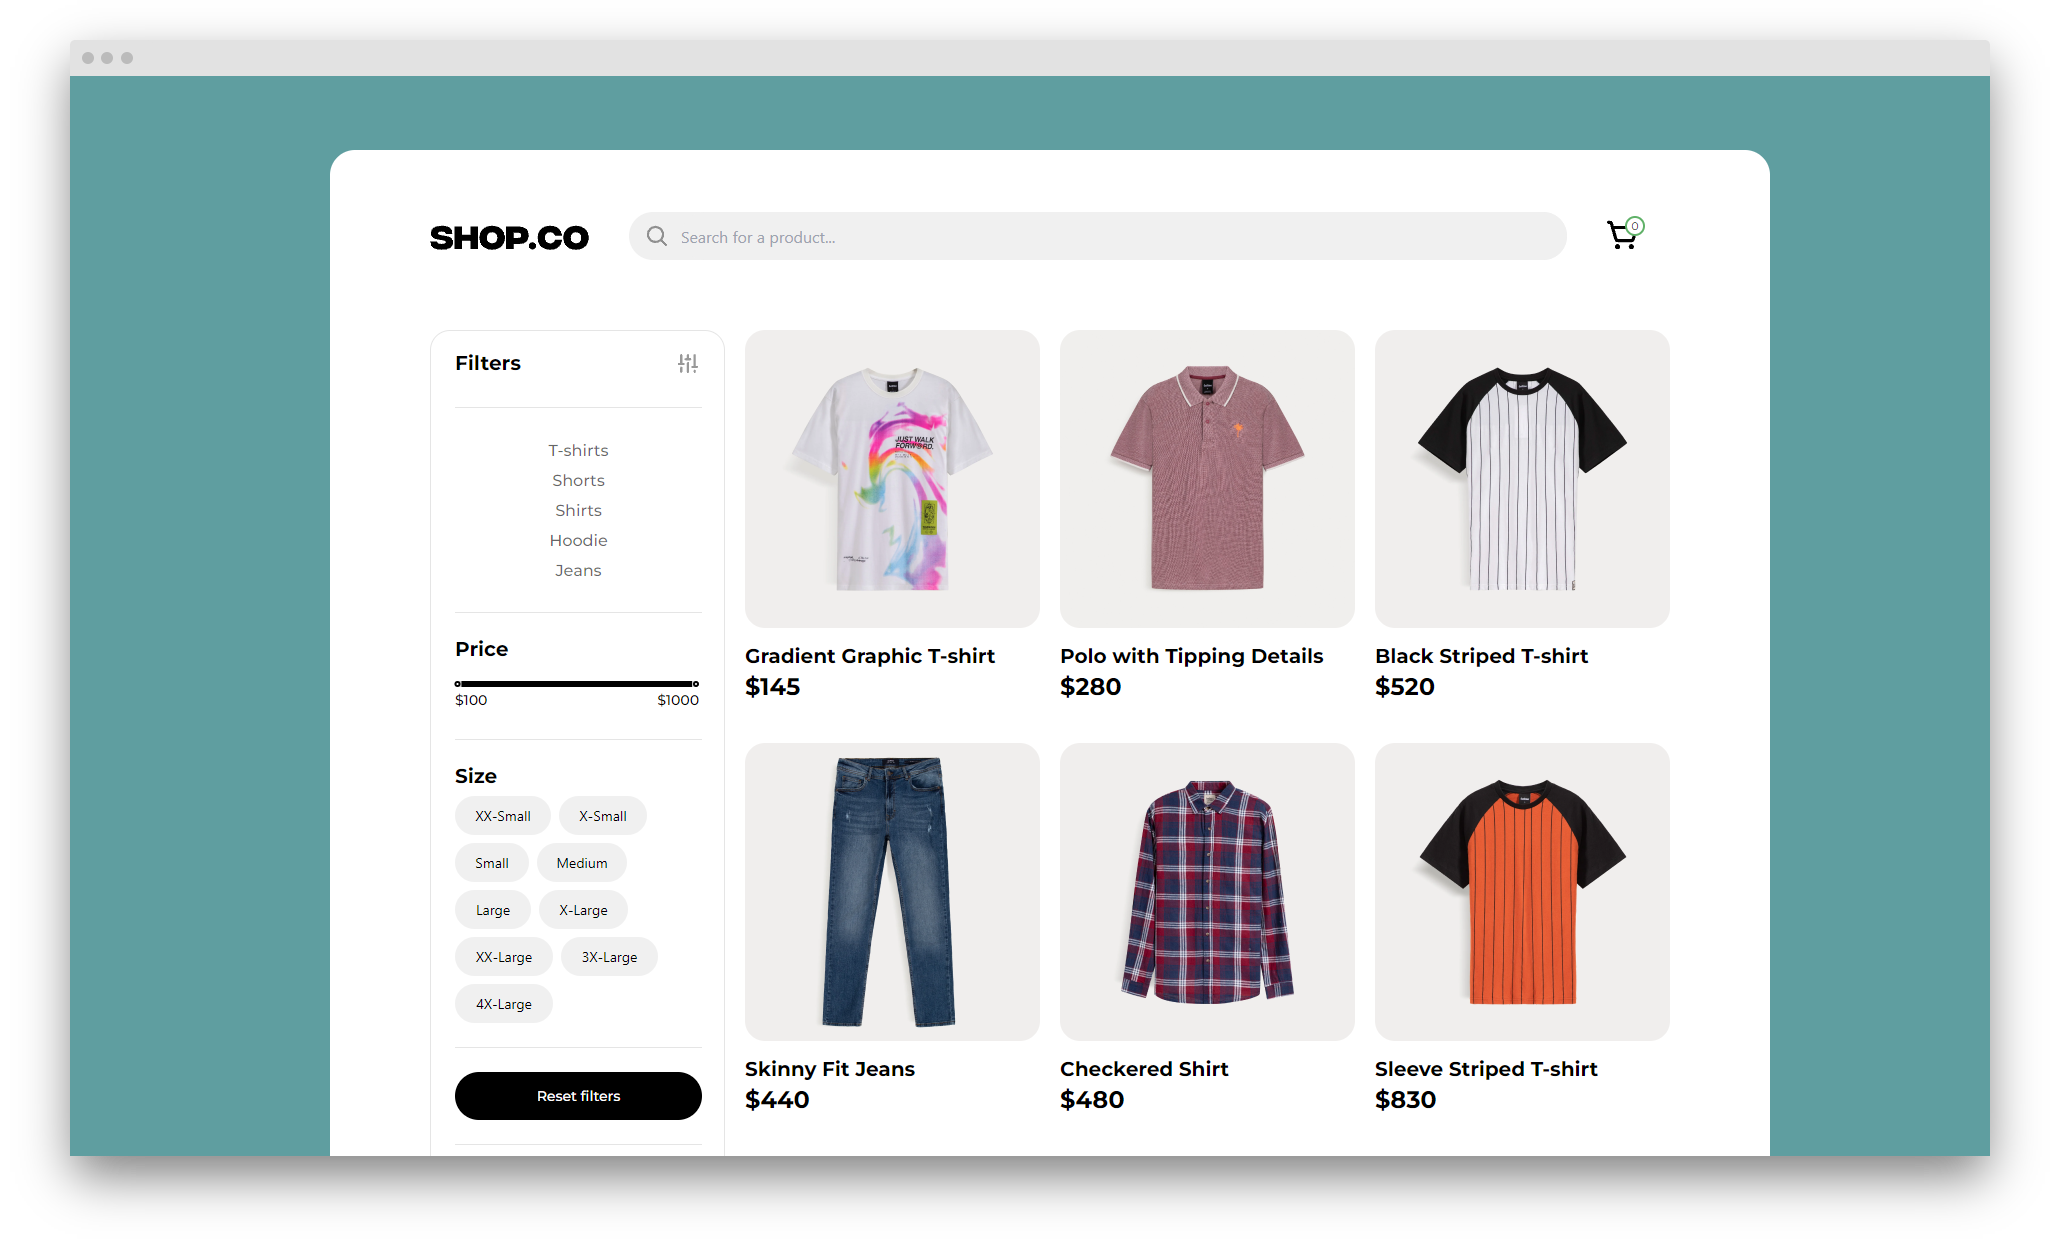 SHOP.CO
Search for a product...
0
Filters
T-shirts
Shorts
Shirts
Hoodie
Jeans
Price
$100 $1000
Size
XX-Small X-Small
Small Medium
Large X-Large
XX-Large 3X-Large
4X-Large
Reset filters
JUST WALK
Gradient Graphic T-shirt
$145
Polo with Tipping Details
$280
Black Striped T-shirt
$520
Skinny Fit Jeans
$440
Checkered Shirt
$480
Sleeve Striped T-shirt
$830